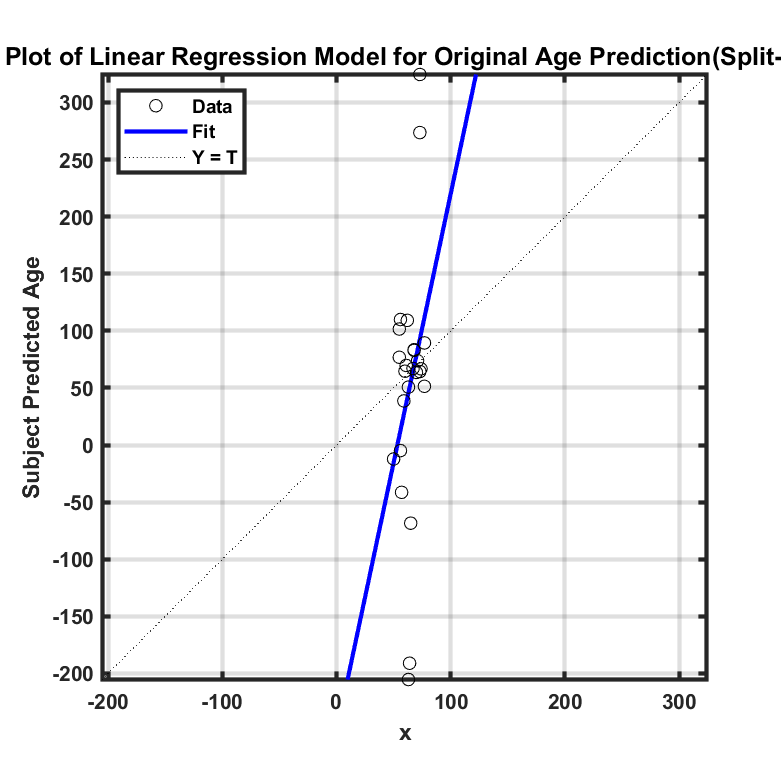 Plot of Linear Regression Model for Original Age Prediction(Split-
Data
Fit
Y = T
300
250
200
150
100
50
0
-50
-100
-150
-200
Subject Predicted Age
-200 -100 0 100 200 300
x